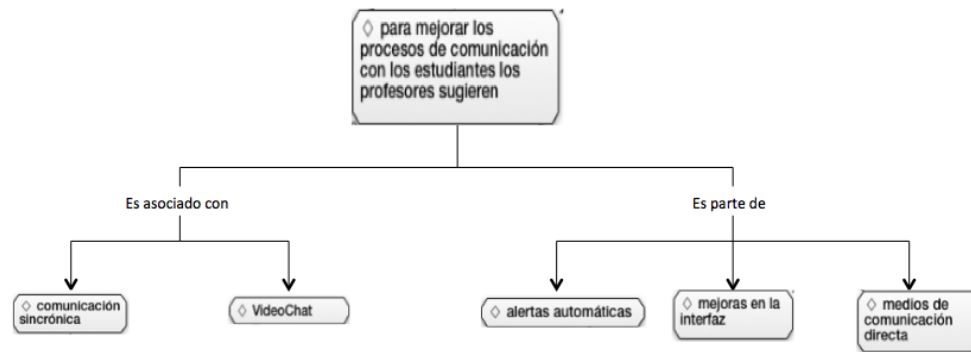 ◇ para mejorar los
procesos de comunicación
con los estudiantes los
profesores sugieren
Es asociado con
Es parte de
◇ comunicación
sincrónica
◇ VideoChat
◇ alertas automáticas
◇ mejoras en la
interfaz
◇ medios de
comunicación
directa